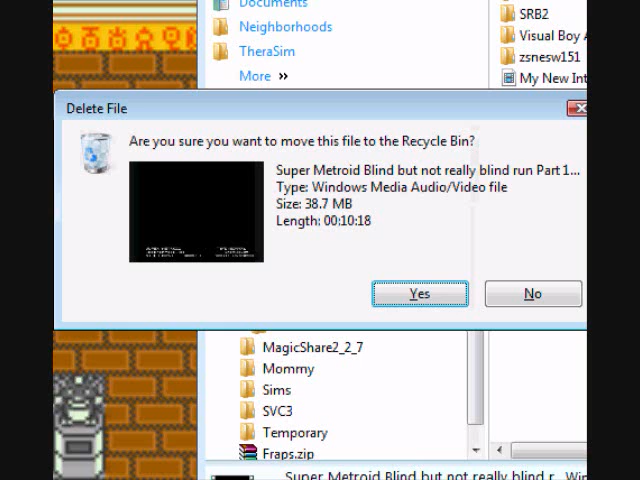 Documents
Neighborhoods
TheraSim
More »
SRB2
Visual Boy A
zsnesw151
My New Int
Delete File
Are you sure you want to move this file to the Recycle Bin?
Super Metroid Blind but not really blind run Part 1...
Type: Windows Media Audio/Video file
Size: 38.7 MB
Length: 00:10:18
Yes
No
MagicShare2_2_7
Mommy
Sims
SVC3
Temporary
Fraps.zip
Super Metroid Blind but not really blind r... Win